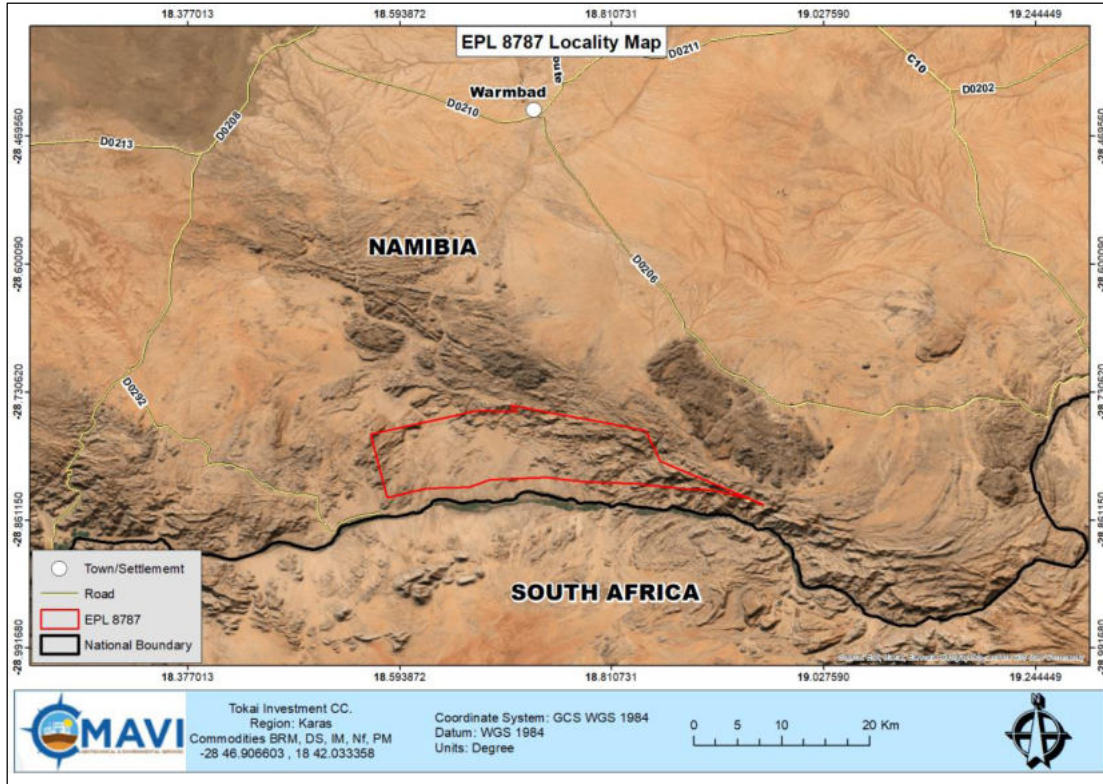 18.377013 18.593872 18.810731 19.027590 19.244449
EPL 8787 Locality Map
D0211
C10
D0202
Warmbad
D0210
D0208
D0213
-28.469560 -28.469560
NAMIBIA
D0206
-28.600090 -28.600090
-28.730620 -28.730620
D0292
-28.861150 -28.861150
SOUTH AFRICA
-28.991680 -28.991680
Town/Settlememt
Road
EPL 8787
National Boundary
18.377013 18.593872 18.810731 19.027590 19.244449
MAVI
Tokai Investment CC.
Region: Karas
Commodities BRM, DS, IM, Nf, PM
-28 46.906603 , 18 42.033358
Coordinate System: GCS WGS 1984
Datum: WGS 1984
Units: Degree
0 5 10 20 Km